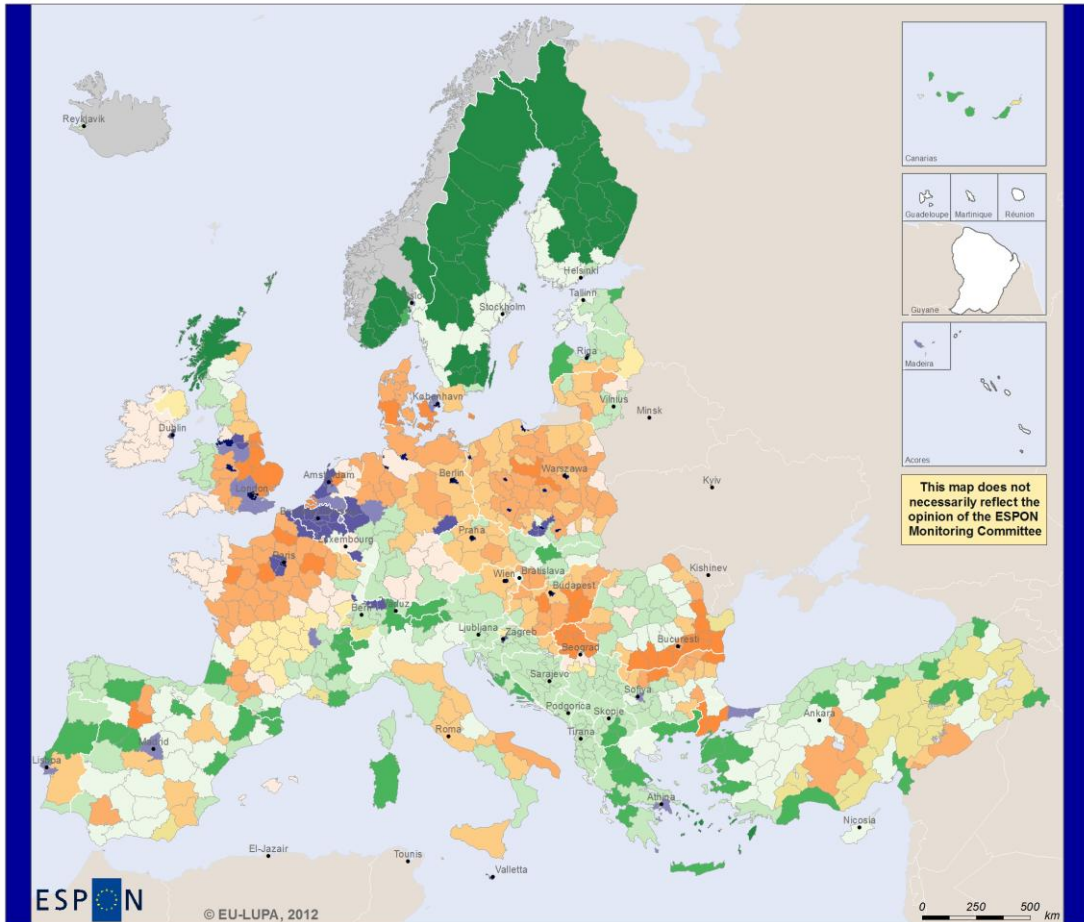 Reykjavik
Canarias
Guadeloupe
Martinique
Réunion
Guyane
Madeira
Acores
This map does not
necessarily reflect the
opinion of the ESPON
Monitoring Committee
Helsinki
Tallinn
Stockholm
Riga
København
Vilnius
Minsk
Dublin
Amsterdam
Berlin
Warszawa
London
Kyiv
Praha
Luxembourg
Paris
Wien
Bratislava
Kishinev
Budapest
Bern
Ljubljana
Zagreb
Beograd
Bucuresti
Sarajevo
Sofiya
Podgorica
Skopje
Ankara
Roma
Tirana
Madrid
Lisboa
Athina
Nicosia
El-Jazair
Tounis
Valletta
ESPON
© EU-LUPA, 2012
0 250 500
km